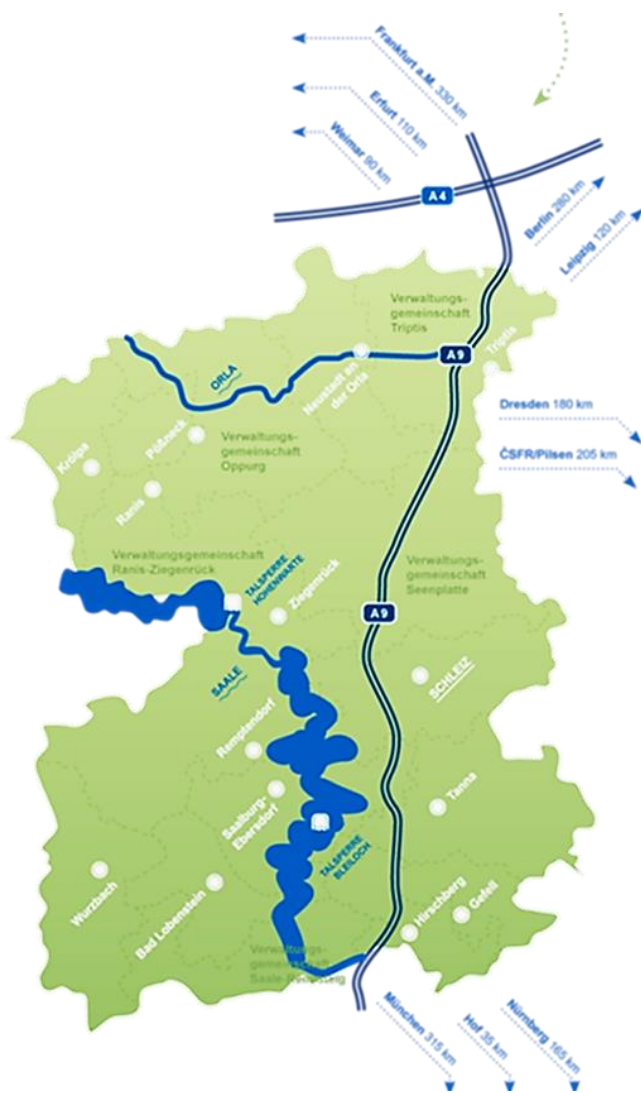 Frankfurt a.M. 330 km
Erfurt 110 km
Weimar 90 km
A4
Berlin 280 km
Leipzig 120 km
Verwaltungs-
gemeinschaft
Triptis
A9
Triptis
ORLA
Neustadt an
der Orla
Dresden 180 km
ČSFR/Pilsen 205 km
Pößneck
Verwaltungs-
gemeinschaft
Oppurg
Krölpa
Ranis
Verwaltungsgemeinschaft
Ranis-Ziegenrück
TALSPERRE
HOHENWARTE
Ziegenrück
Verwaltungs-
gemeinschaft
Seenplatte
A9
SAALE
SCHLEIZ
Remptendorf
Saalburg-
Ebersdorf
Tanna
TALSPERRE
BLEILOCH
Wurzbach
Bad Lobenstein
Hirschberg
Gefell
Verwaltungs-
gemeinschaft
Saale-Rennsteig
München 315 km
Hof 35 km
Nürnberg 165 km